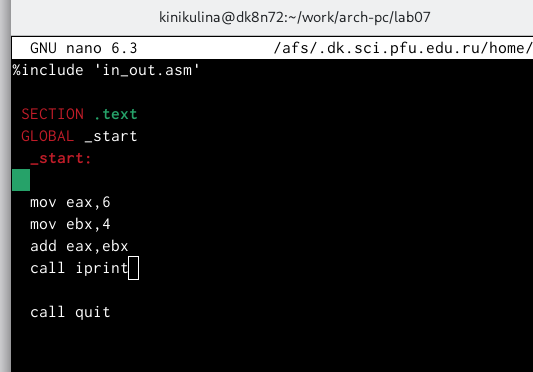 kinikulina@dk8n72:~/work/arch-pc/lab07
GNU nano 6.3 /afs/.dk.sci.pfu.edu.ru/home/
%include 'in_out.asm'
SECTION .text
GLOBAL _start
_start:
mov eax,6
mov ebx,4
add eax,ebx
call iprint
call quit